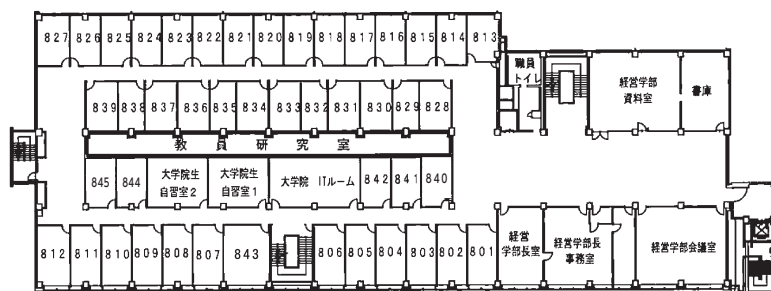 827 826 825 824 823 822 821 820 819 818 817 816 815 814 813
職員
トイレ
経営学部
資料室
書庫
839 838 837 836 835 834 833 832 831 830 829 828
教員研究室
845 844
大学院生
自習室2
大学院生
自習室1
大学院 ITルーム
842 841 840
812 811 810 809 808 807 843 806 805 804 803 802 801
経営
学部長室
経営学部長
事務室
経営学部会議室